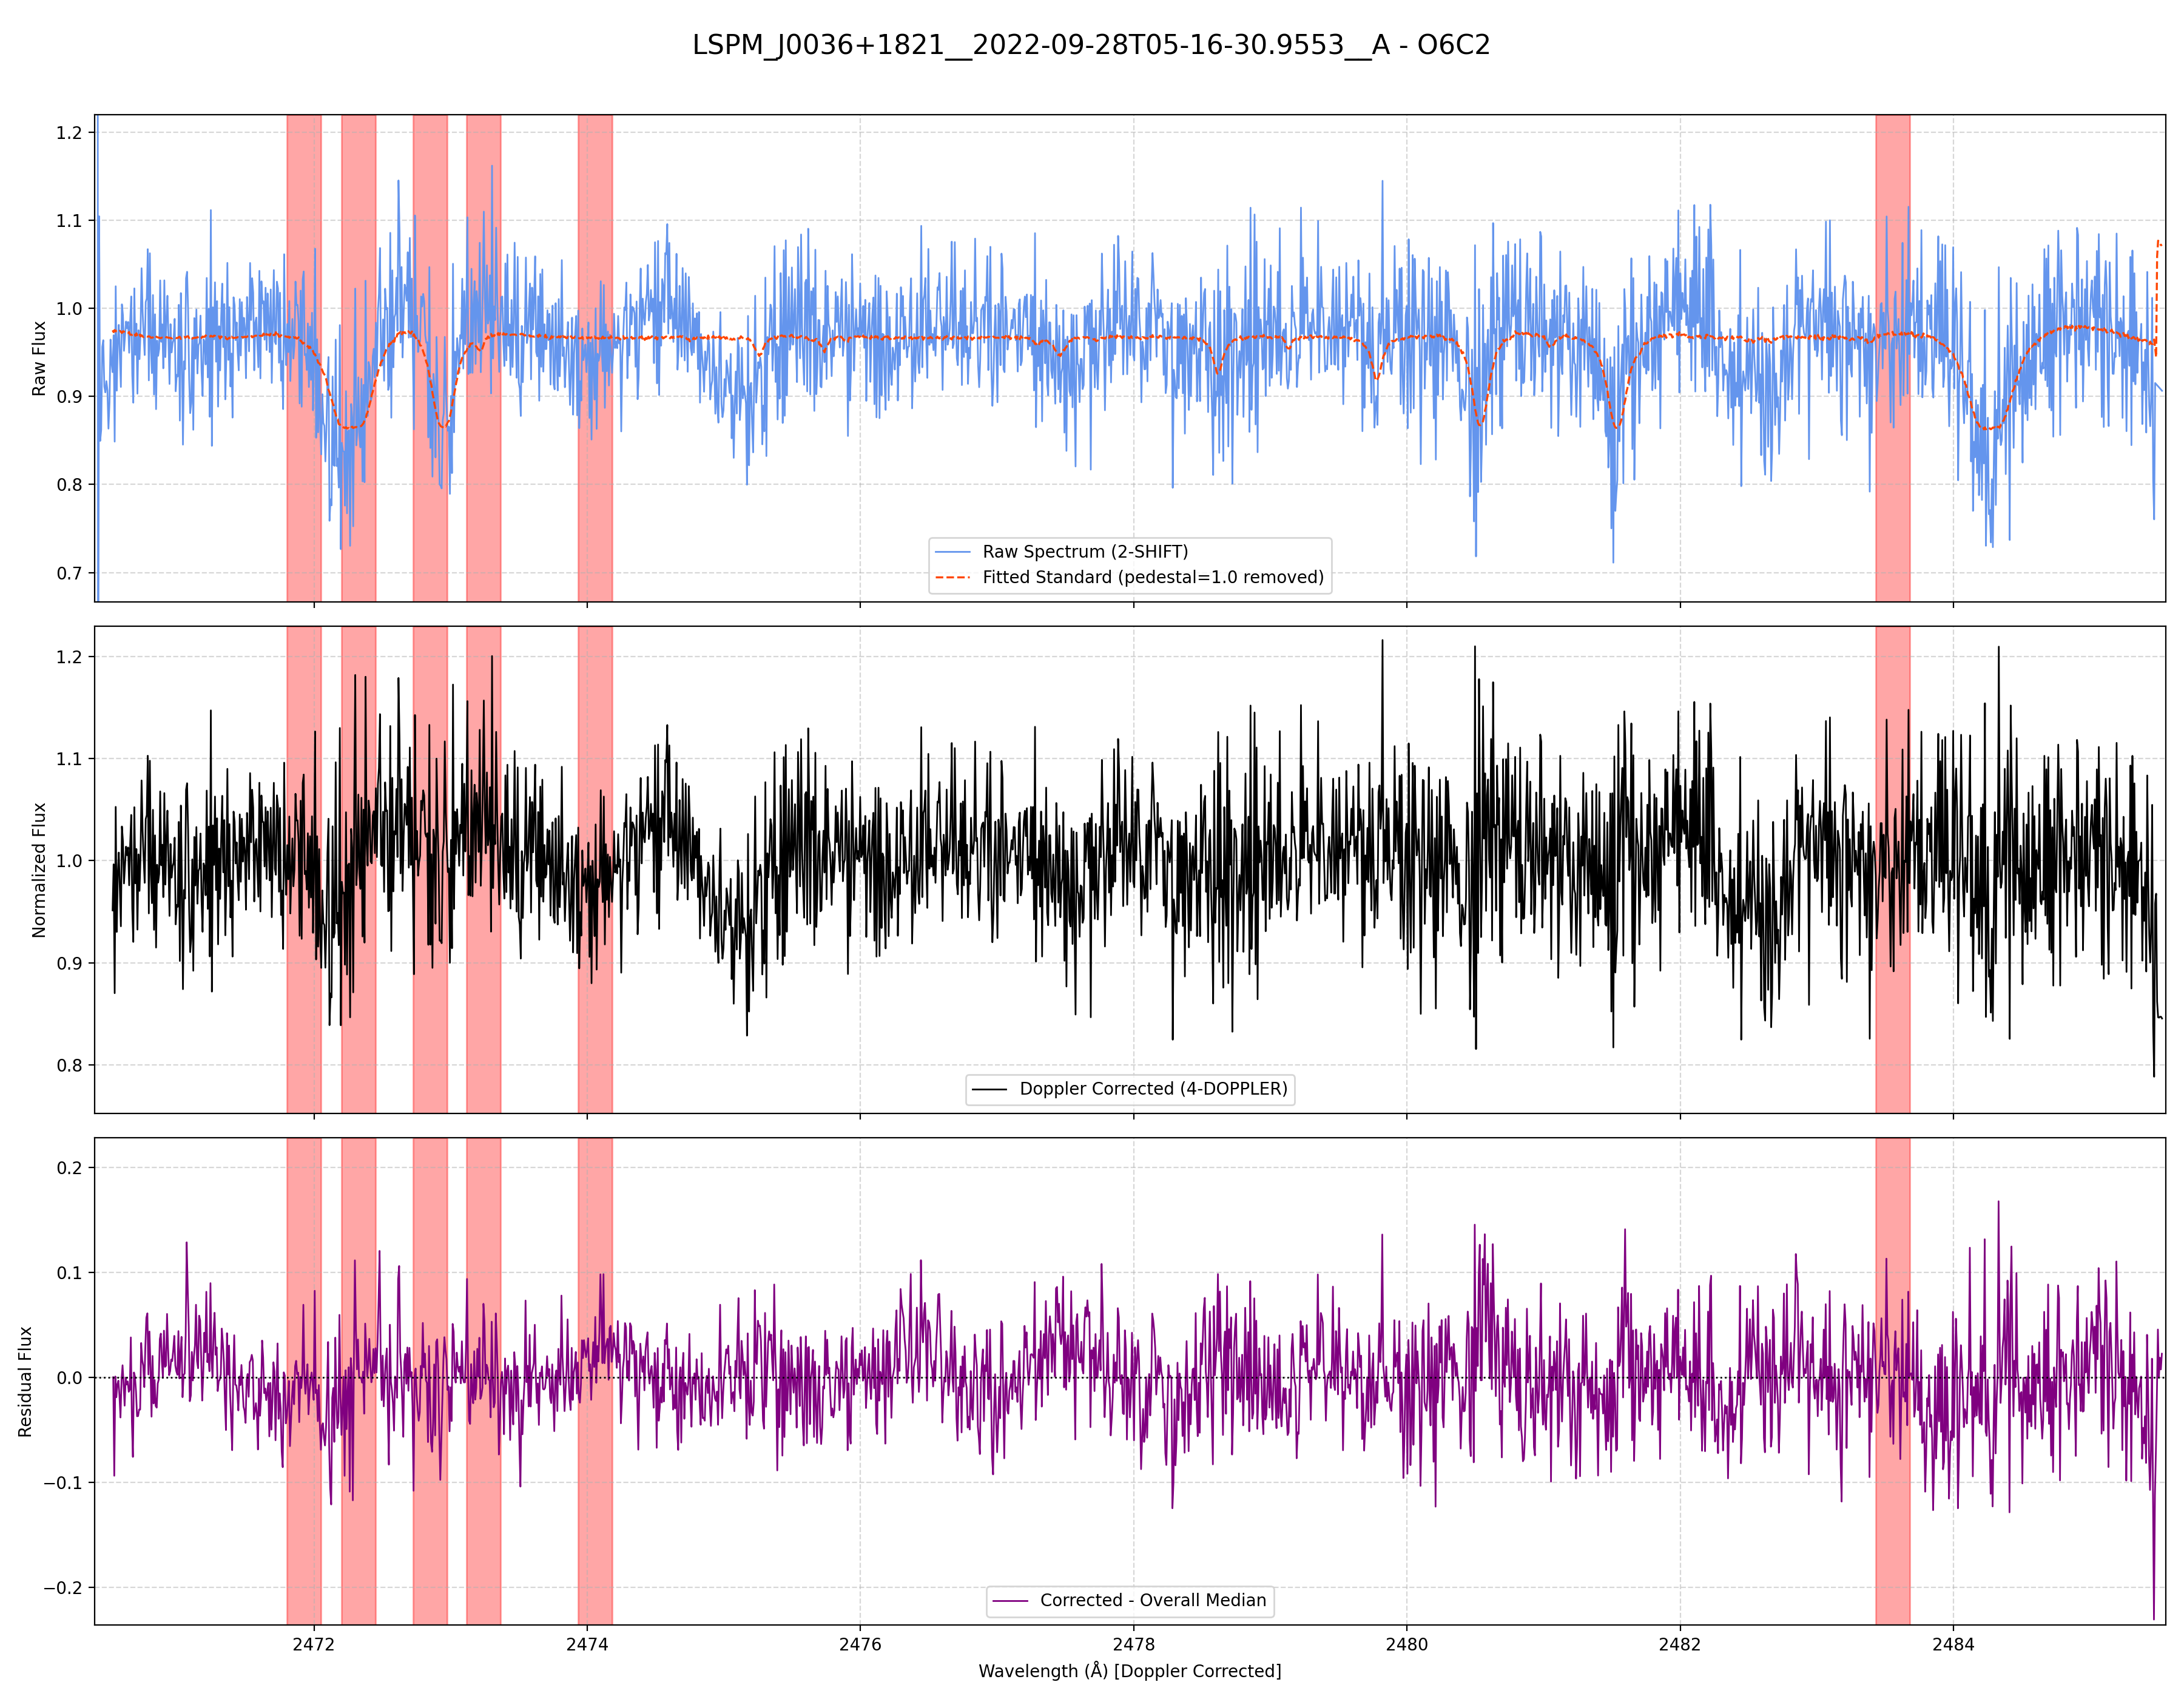 LSPM_J0036+1821__2022-09-28T05-16-30.9553__A - O6C2
1.2
1.1
1.0
0.9
0.8
0.7
Raw Flux
Raw Spectrum (2-SHIFT)
Fitted Standard (pedestal=1.0 removed)
1.2
1.1
1.0
0.9
0.8
Normalized Flux
Doppler Corrected (4-DOPPLER)
0.2
0.1
0.0
−0.1
−0.2
Residual Flux
Corrected - Overall Median
2472 2474 2476 2478 2480 2482 2484
Wavelength (Å) [Doppler Corrected]